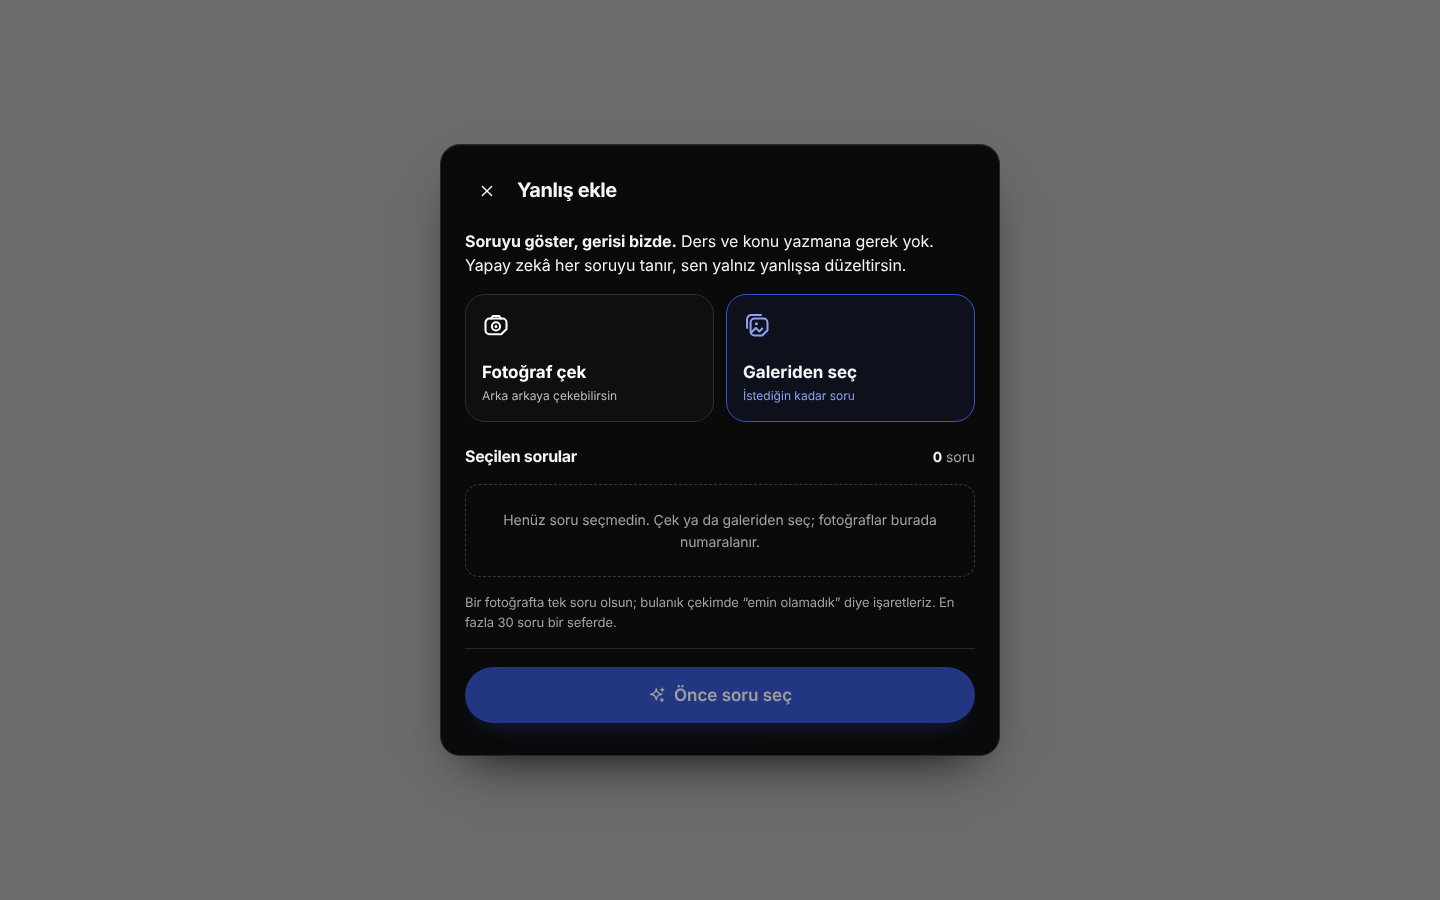 Yanlış ekle
Soruyu göster, gerisi bizde. Ders ve konu yazmana gerek yok.
Yapay zekâ her soruyu tanır, sen yalnız yanlışsa düzeltirsin.
Fotoğraf çek
Arka arkaya çekebilirsin
Galeriden seç
İstediğin kadar soru
Seçilen sorular
0 soru
Henüz soru seçmedin. Çek ya da galeriden seç; fotoğraflar burada
numaralanır.
Bir fotoğrafta tek soru olsun; bulanık çekimde “emin olamadık” diye işaretleriz. En
fazla 30 soru bir seferde.
Önce soru seç